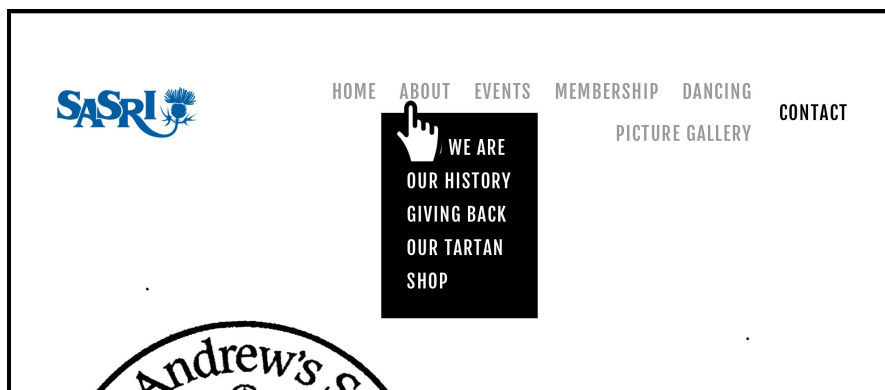 SASRI
HOME ABOUT EVENTS MEMBERSHIP DANCING
PICTURE GALLERY
CONTACT
WE ARE
OUR HISTORY
GIVING BACK
OUR TARTAN
SHOP
Andrew's S